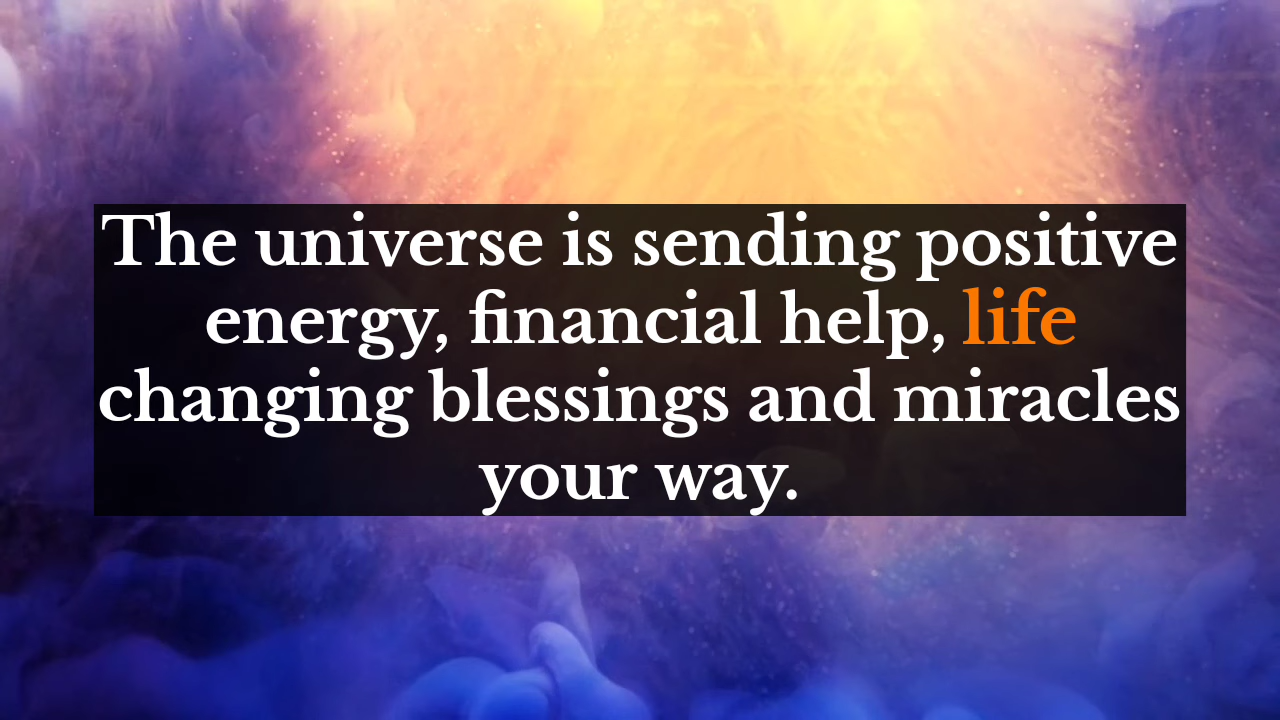 The universe is sending positive
energy, financial help, life
changing blessings and miracles
your way.